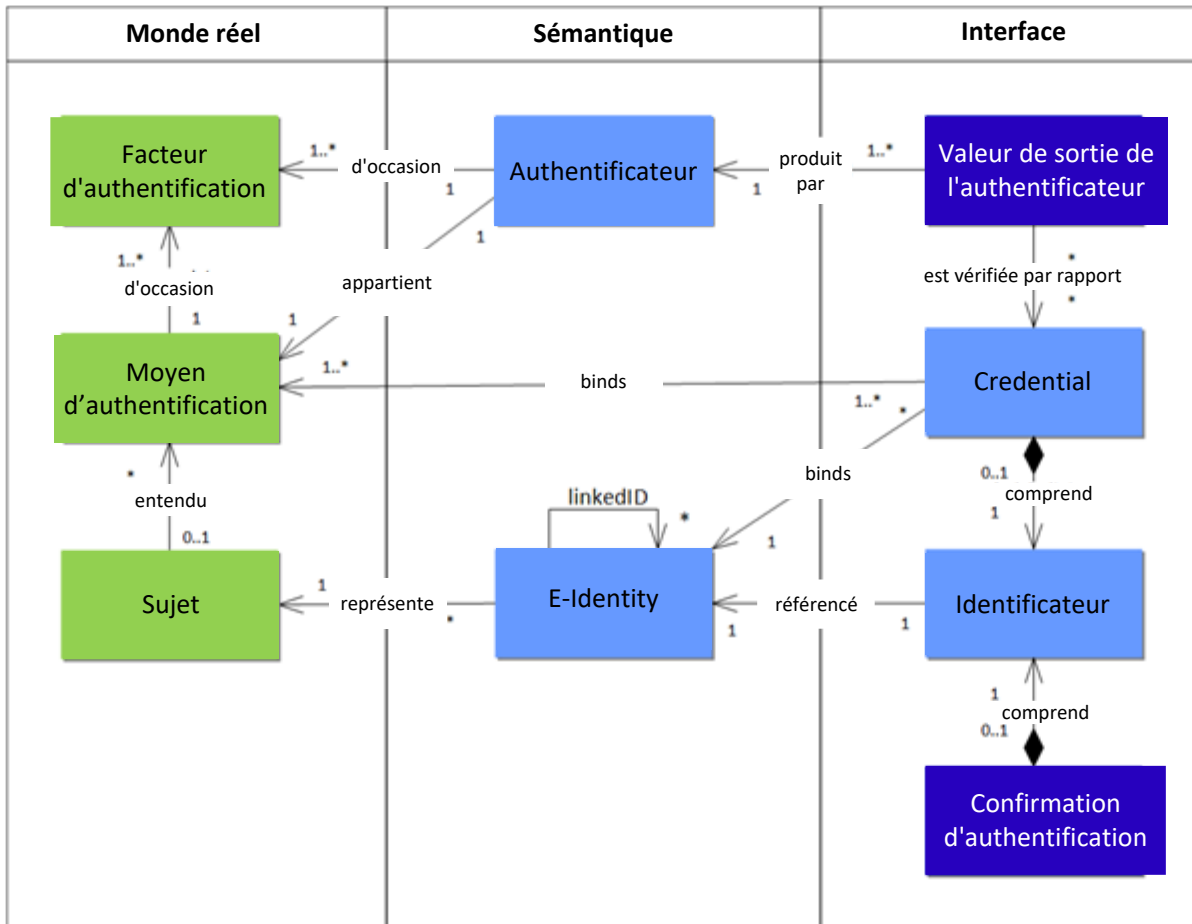 Monde réel
Sémantique
Interface
Facteur
d'authentification
1..*
d'occasion
1
Authentificateur
1
produit
par
1..*
Valeur de sortie de
l'authentificateur
1..*
d'occasion
1
appartient
1
1
*
est vérifiée par rapport
*
Moyen
d’authentification
1..*
binds
1..*
Credential
*
binds
1
*
entendu
0..1
linkedID
*
0..1
comprend
1
Sujet
1
représente
*
E-Identity
1
référencé
1
Identificateur
1
comprend
0..1
Confirmation
d'authentification